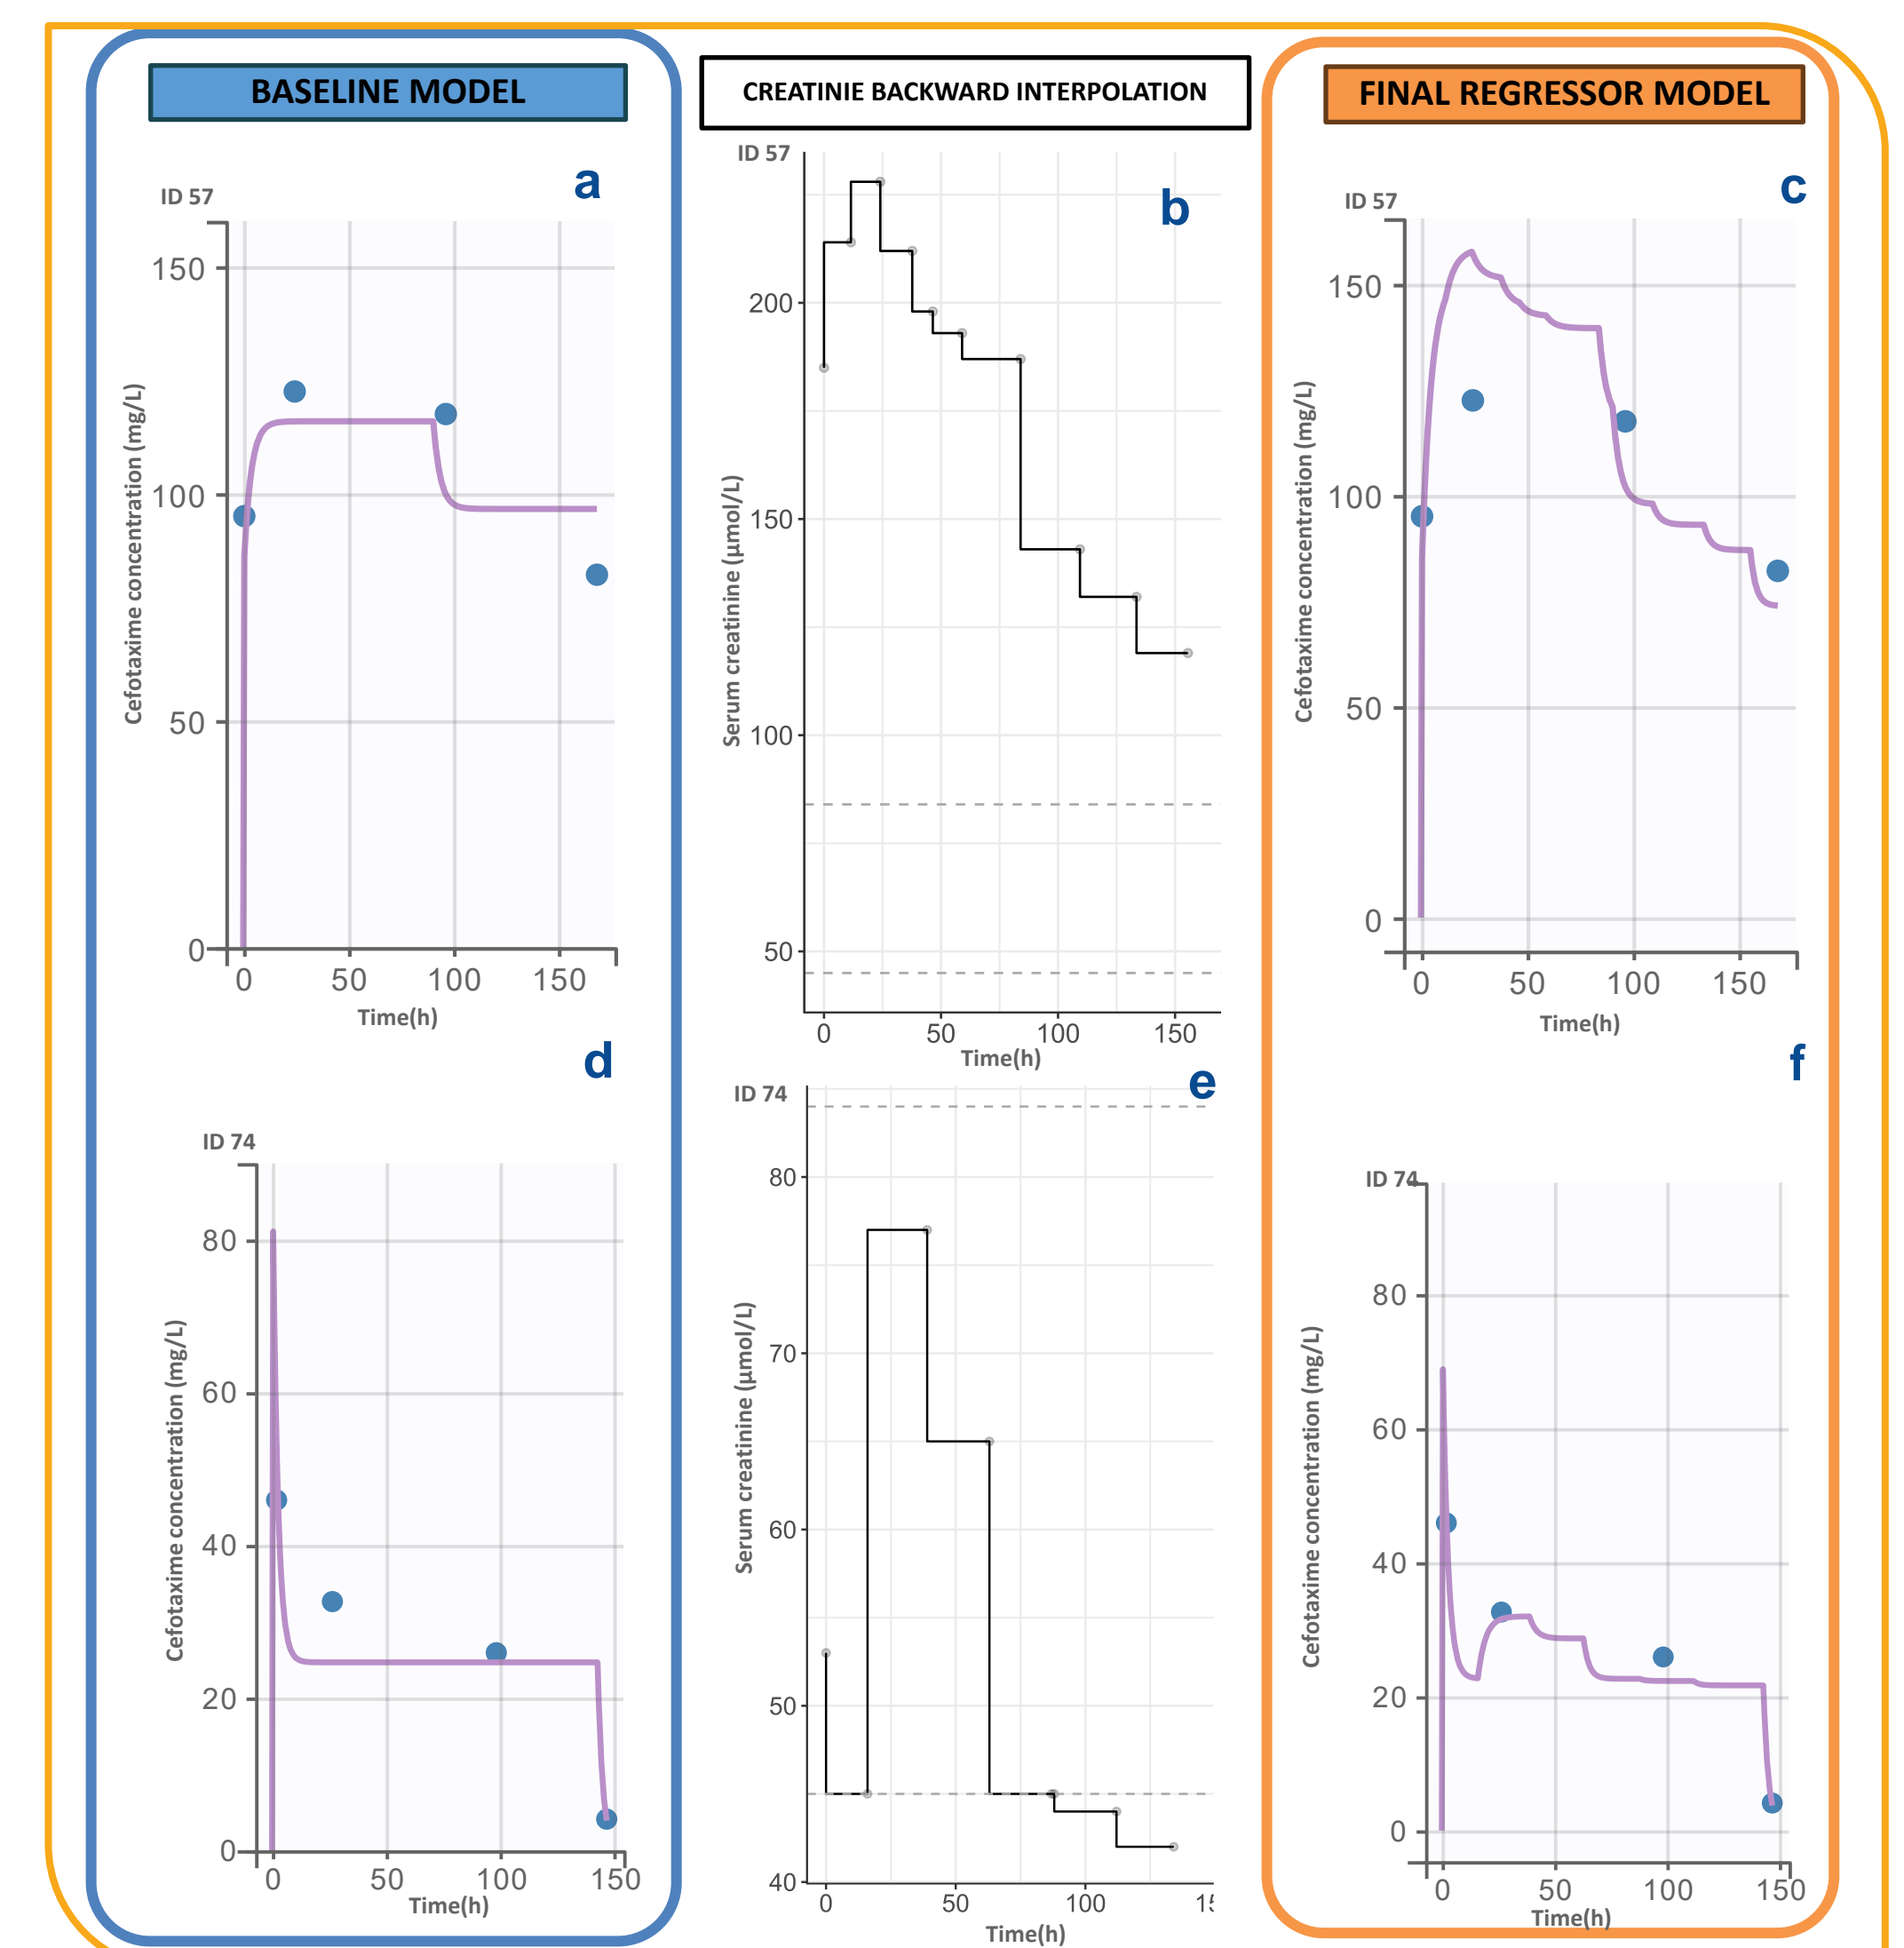 BASELINE MODEL
CREATINIE BACKWARD INTERPOLATION
FINAL REGRESSOR MODEL
a
ID 57
150
100
50
0
0 50 100 150
Cefotaxime concentration (mg/L)
Time(h)
b
ID 57
200
150
100
50
0 50 100 150
Serum creatinine (µmol/L)
Time(h)
c
ID 57
150
100
50
0
0 50 100 150
Cefotaxime concentration (mg/L)
Time(h)
d
ID 74
80
60
40
20
0
0 50 100 150
Cefotaxime concentration (mg/L)
Time(h)
e
ID 74
80
70
60
50
40
0 50 100
Serum creatinine (µmol/L)
Time(h)
f
ID 74
80
60
40
20
0
0 50 100 150
Cefotaxime concentration (mg/L)
Time(h)